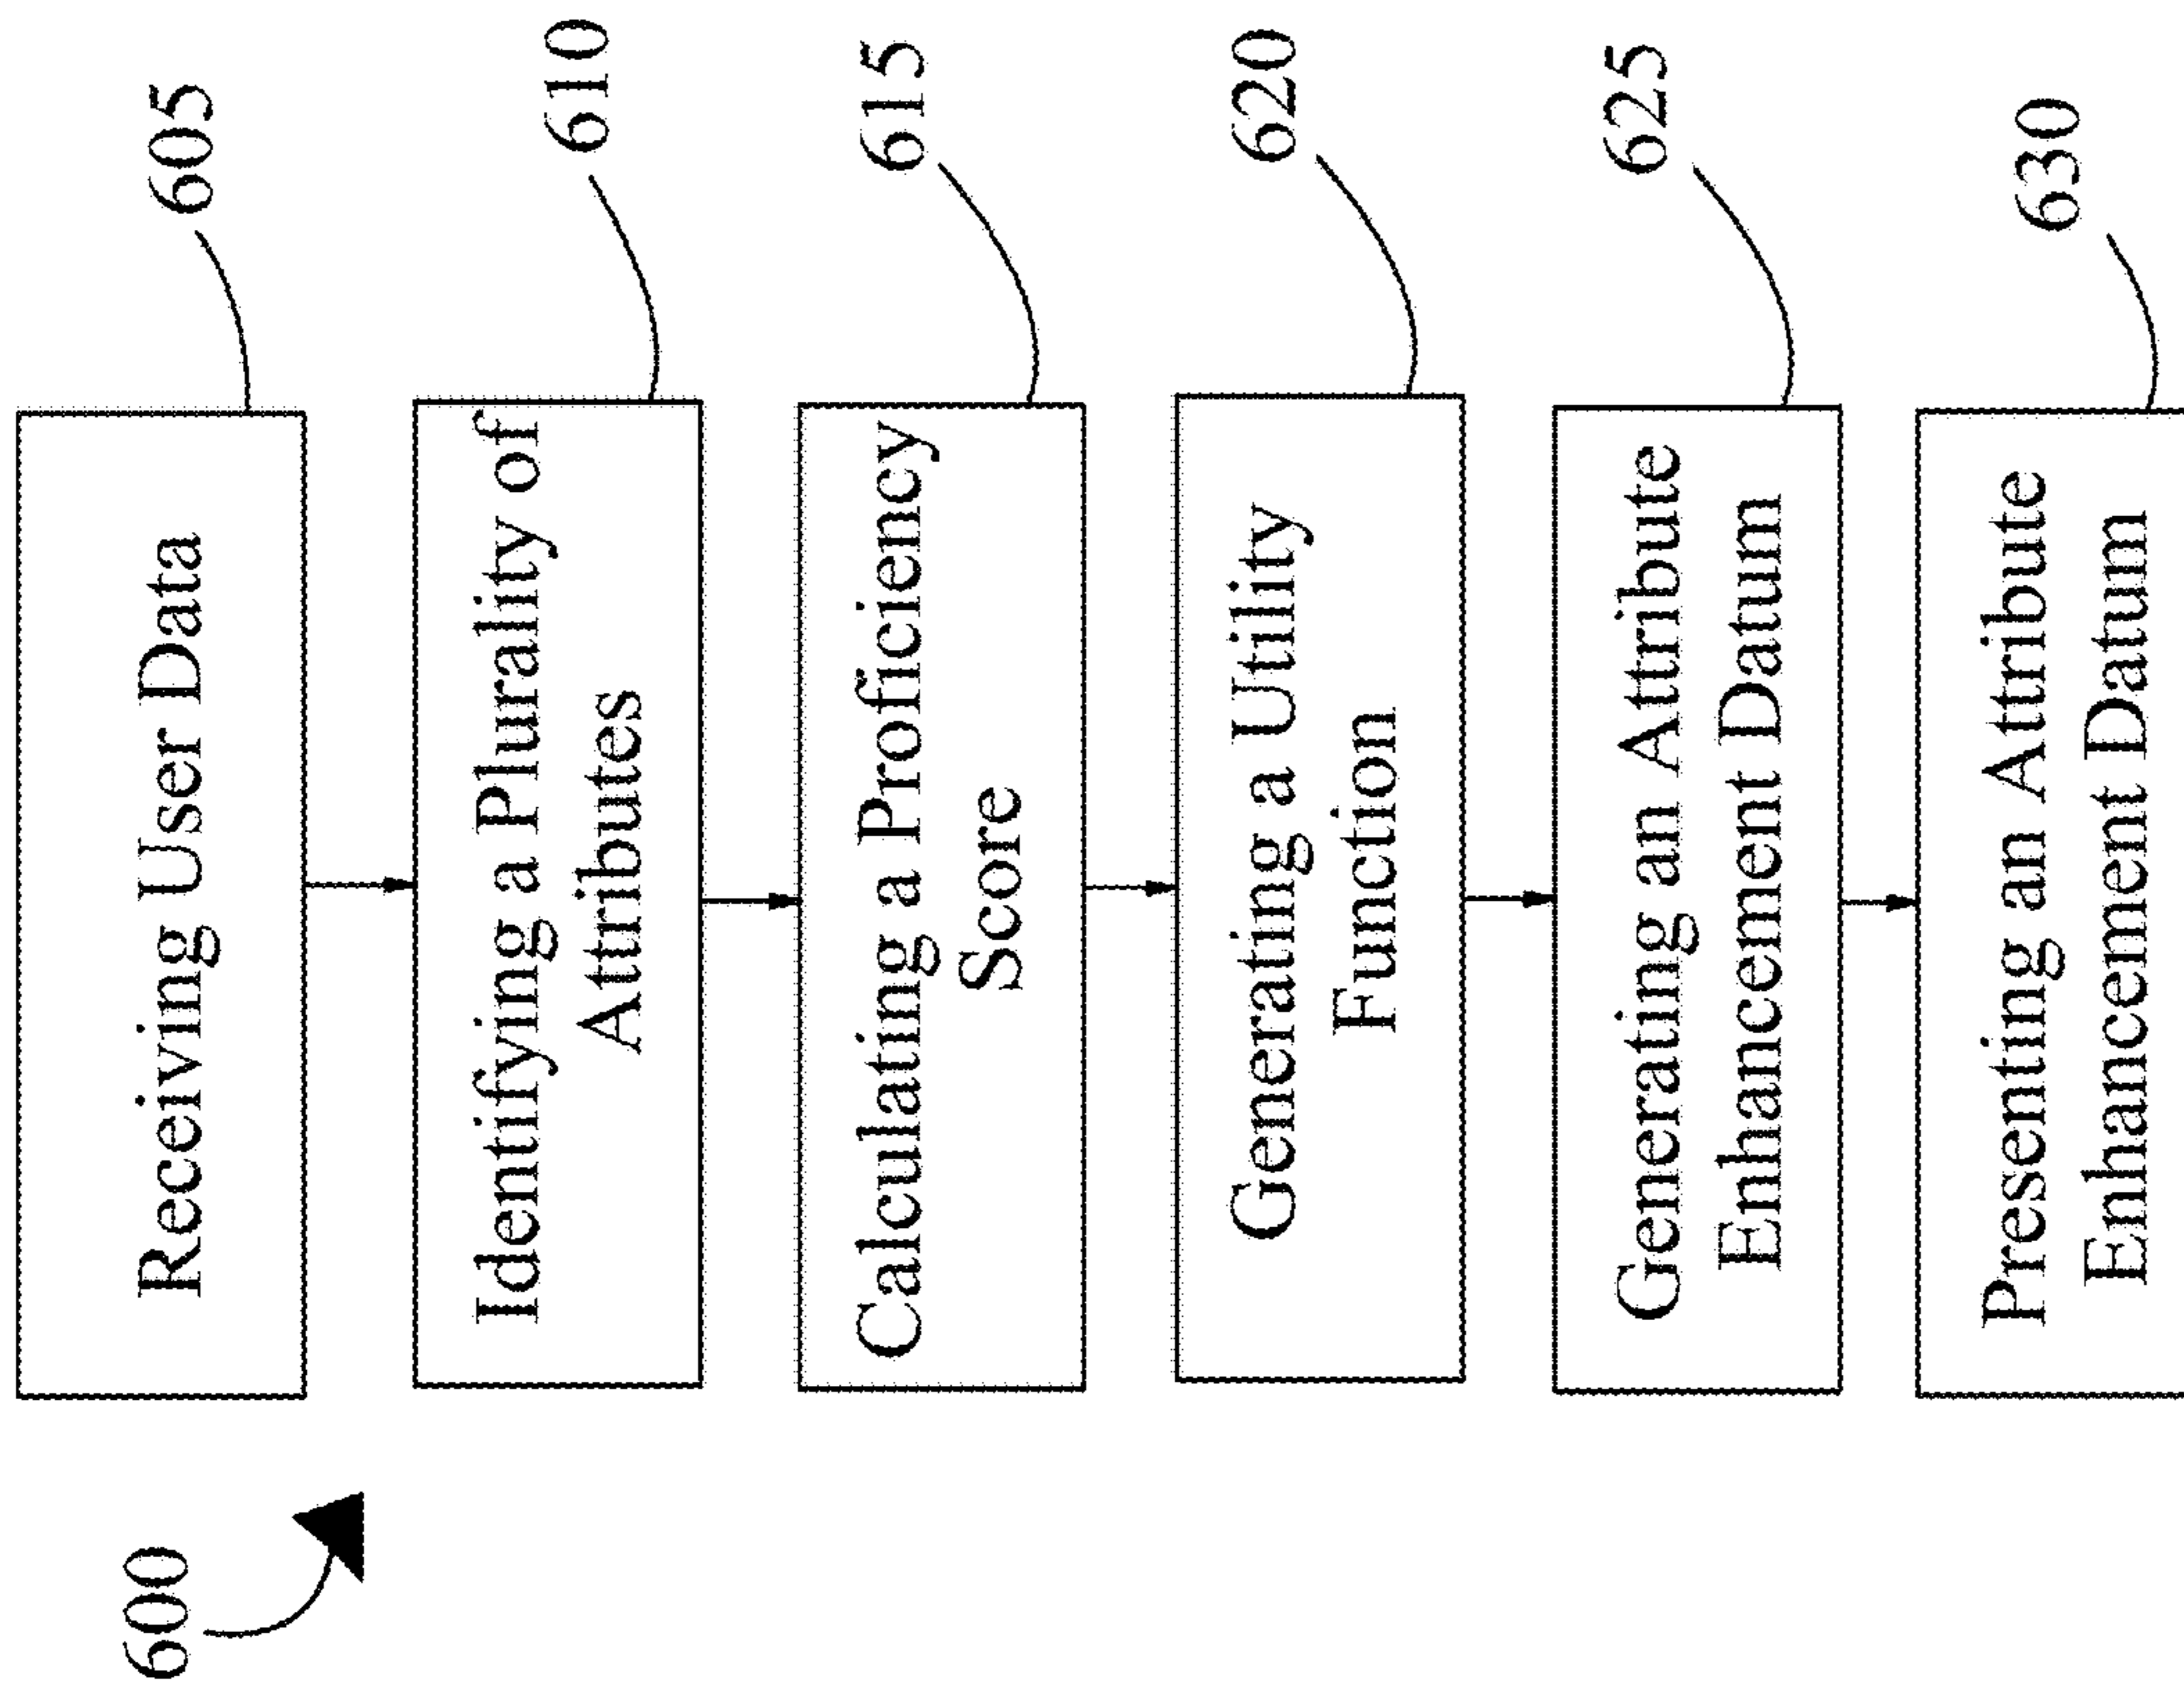 600
605
Receiving User Data
610
Identifying a Plurality of
Attributes
615
Calculating a Proficiency
Score
620
Generating a Utility
Function
625
Generating an Attribute
Enhancement Datum
630
Presenting an Attribute
Enhancement Datum